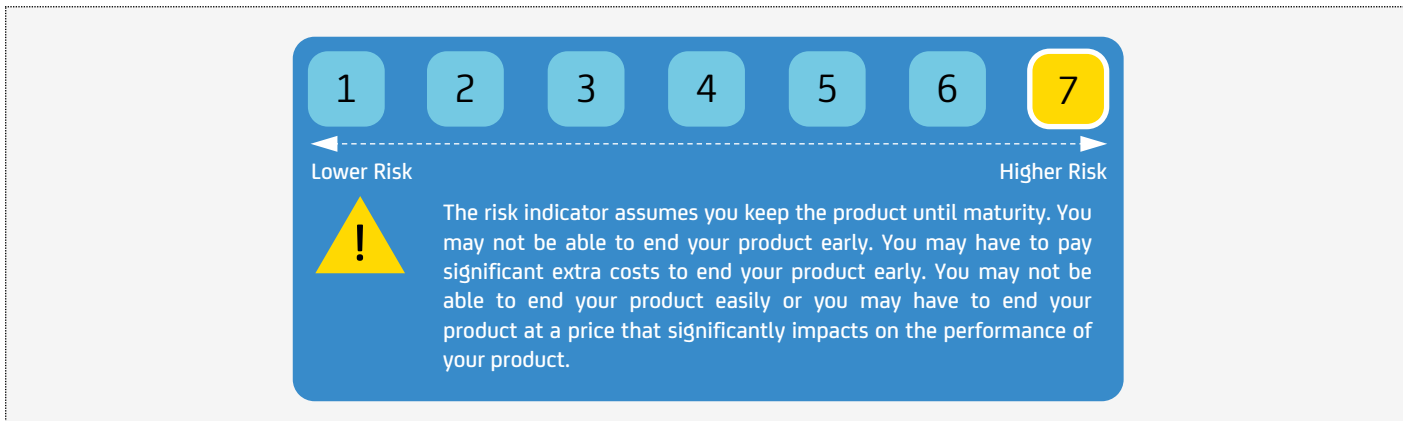 1 2 3 4 5 6 7
Lower Risk Higher Risk
!
The risk indicator assumes you keep the product until maturity. You
may not be able to end your product early. You may have to pay
significant extra costs to end your product early. You may not be
able to end your product easily or you may have to end your
product at a price that significantly impacts on the performance of
your product.